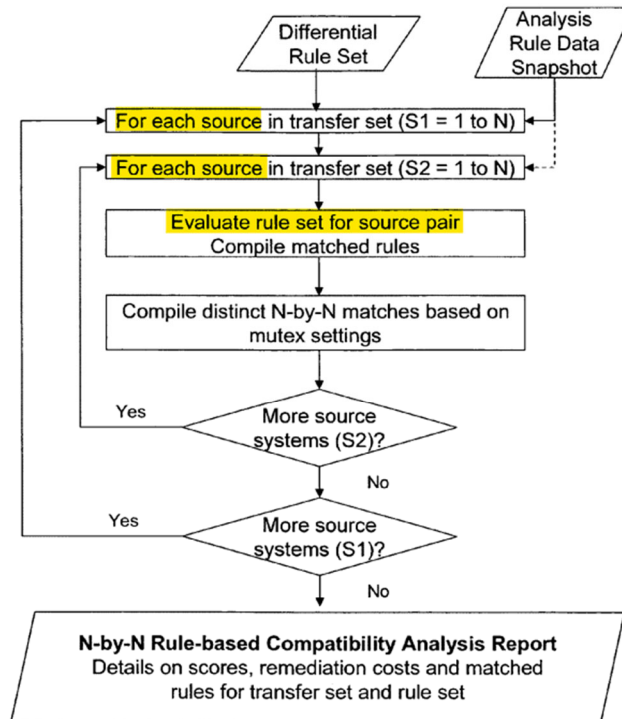 Differential
Rule Set
Analysis
Rule Data
Snapshot
For each source in transfer set (S1 = 1 to N)
For each source in transfer set (S2 = 1 to N)
Evaluate rule set for source pair
Compile matched rules
Compile distinct N-by-N matches based on
mutex settings
Yes
More source
systems (S2)?
No
Yes
More source
systems (S1)?
No
N-by-N Rule-based Compatibility Analysis Report
Details on scores, remediation costs and matched
rules for transfer set and rule set